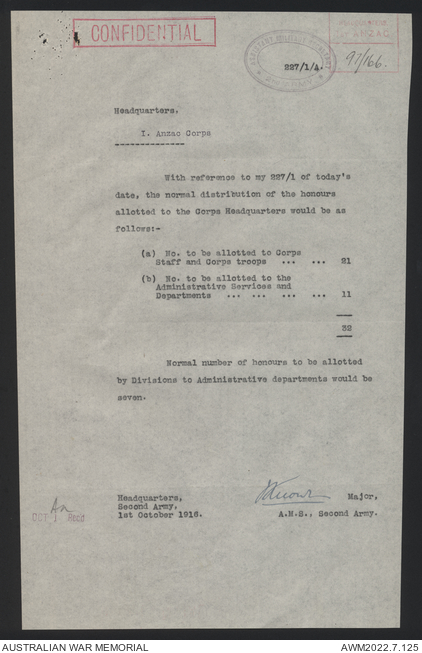 CONFIDENTIAL
ANZAC
227/1/4.
97/166.
Headquarters,
I. Anzac Corps
With reference to my 227/1 of today's
date, the normal distribution of the honours
allotted to the Corps Headquarters would be as
follows:-
(a) No. to be allotted to Corps
Staff and Corps troops ... ... 21
(b) No. to be allotted to the
Administrative Services and
Departments ... ... ... ... 11
32
Normal number of honours to be allotted
by Divisions to Administrative departments would be
seven.
Headquarters, 
Second Army,
1st October 1916.
Major,
A.M.S., Second Army.
OCT 1 Recd
AUSTRALIAN WAR MEMORIAL
AWM2022.7.125